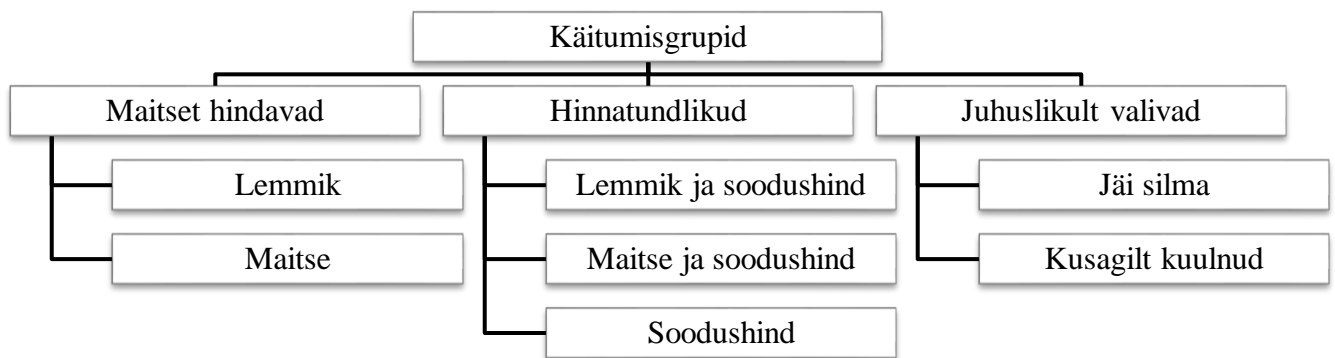 Käitumisgrupid
Maitset hindavad
Lemmik
Maitse
Hinnatundlikud
Lemmik ja soodushind
Maitse ja soodushind
Soodushind
Juhuslikult valivad
Jäi silma
Kusagilt kuulnud